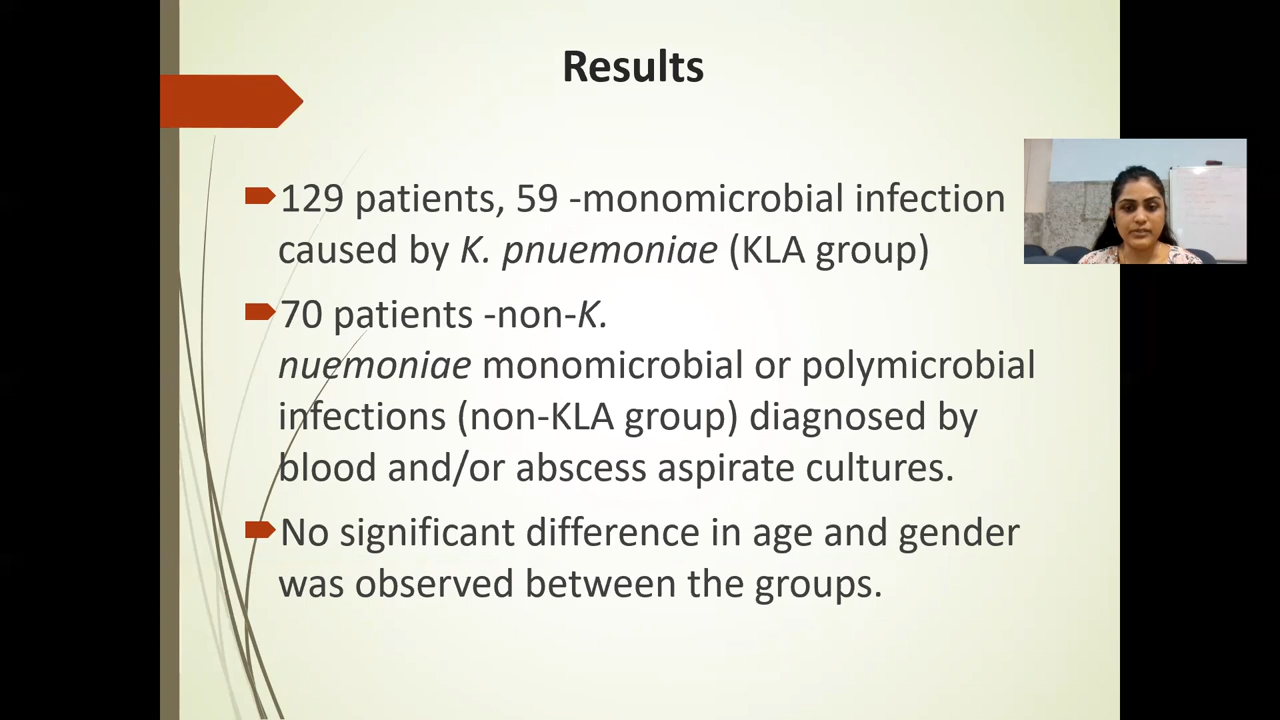 Results
129 patients, 59 -monomicrobial infection
caused by K. pnuemoniae (KLA group)
70 patients -non-K.
nuemoniae monomicrobial or polymicrobial
infections (non-KLA group) diagnosed by
blood and/or abscess aspirate cultures.
No significant difference in age and gender
was observed between the groups.